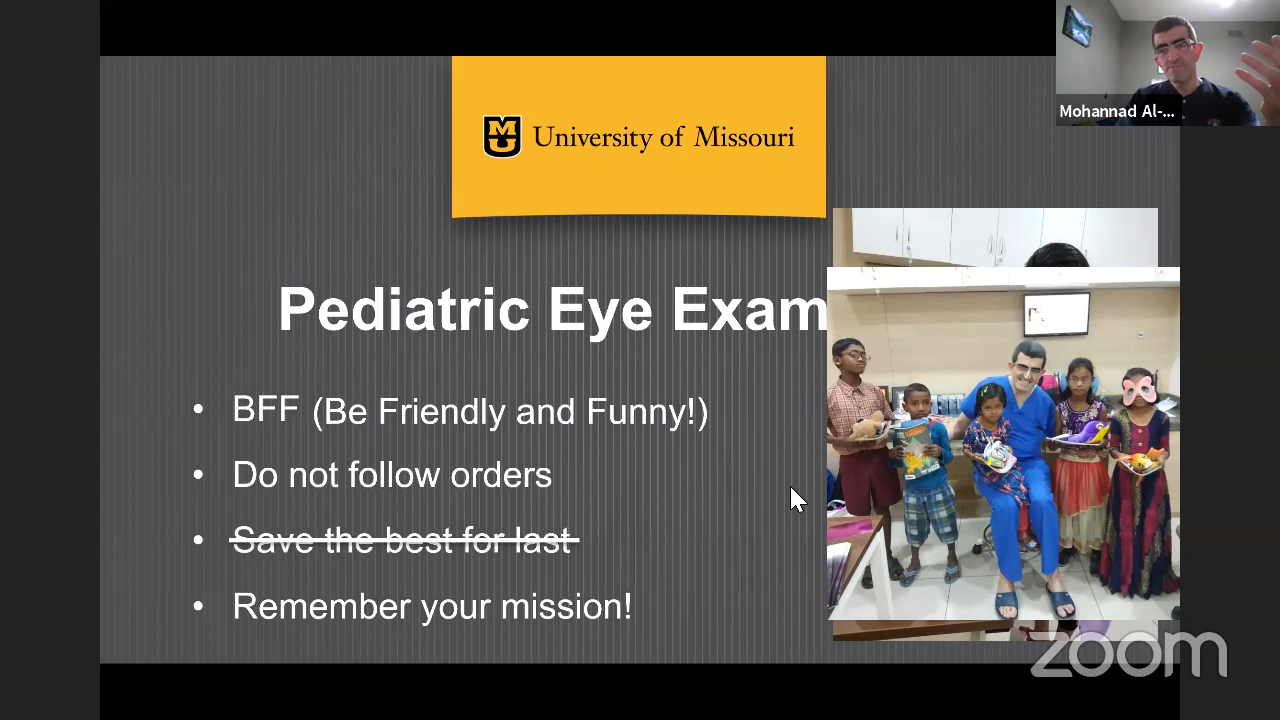 Mohannad Al-...
MU
University of Missouri
Pediatric Eye Exam
• BFF (Be Friendly and Funny!)
• Do not follow orders
• Save the best for last
• Remember your mission!
zoom